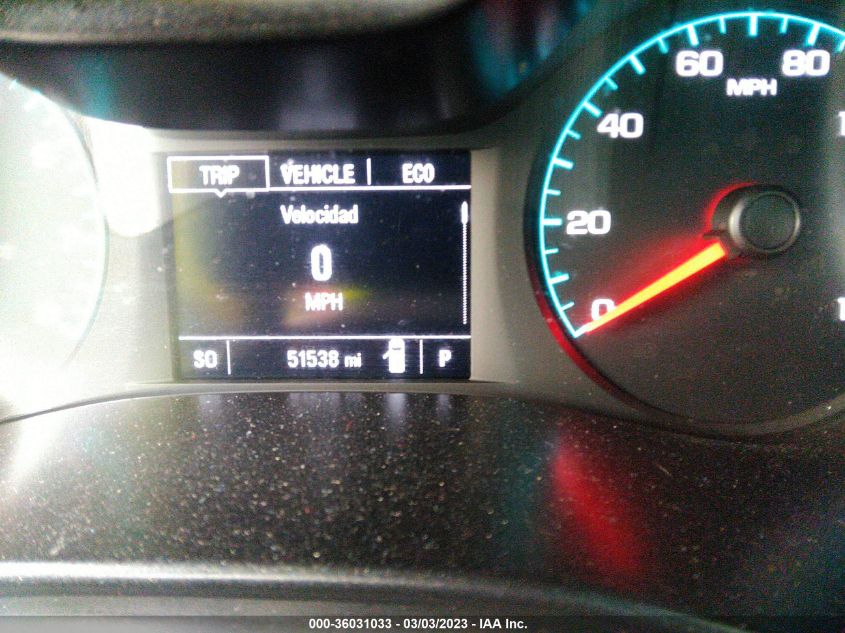 TRIP VEHICLE ECO
Velocidad
0
MPH
SO 51538 mi P
0 20 40 60 80
MPH
000-36031033 - 03/03/2023 - IAA Inc.